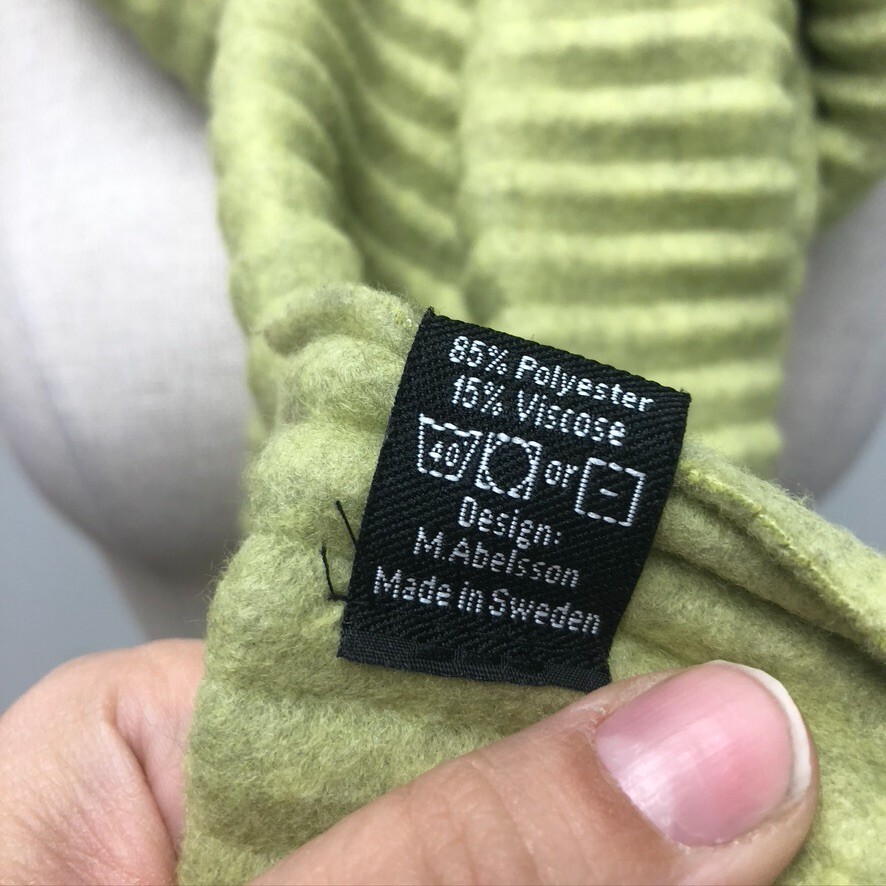 85% Polyester
15% Viscose
40 or
Design:
M.Abelsson
Made in Sweden